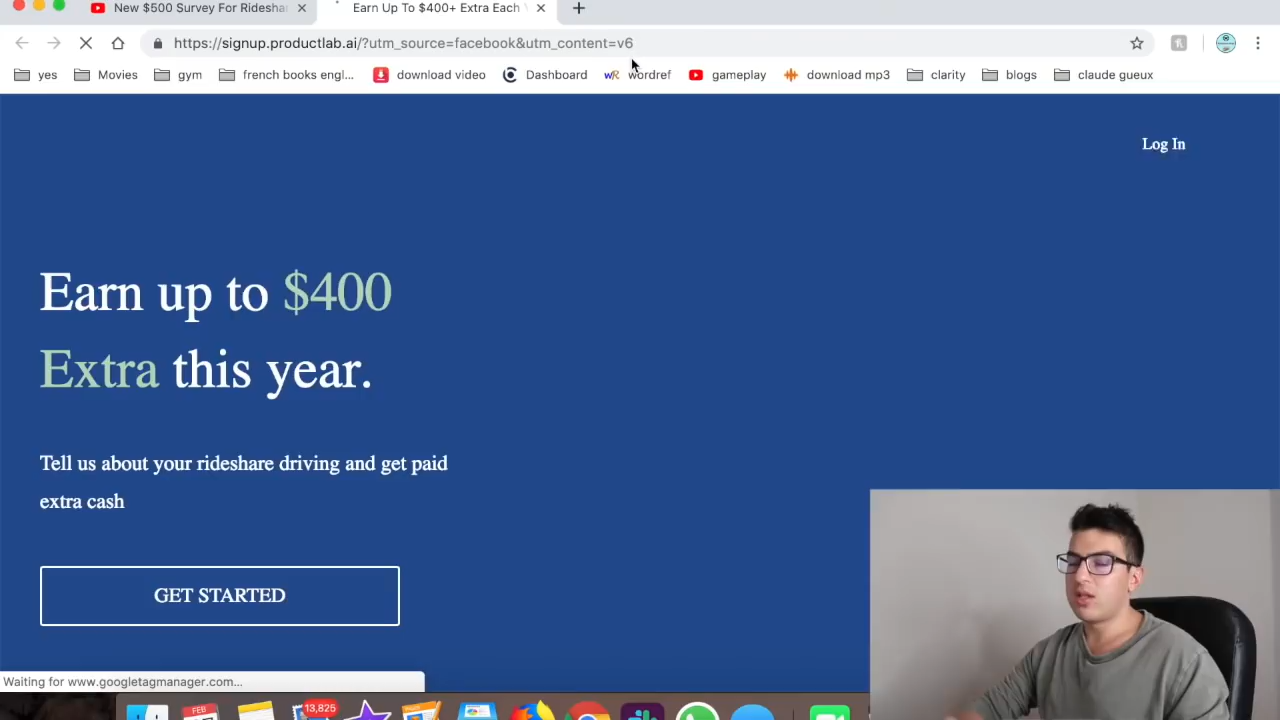 New $500 Survey For Ridesha
Earn Up To $400+ Extra Each
https://signup.productlab.ai/?utm_source=facebook&utm_content=v6
yes Movies gym french books engl... download video Dashboard wordref gameplay download mp3 clarity blogs claude gueux
Log In
Earn up to $400
Extra this year.
Tell us about your rideshare driving and get paid
extra cash
GET STARTED
Waiting for www.googletagmanager.com...
FEB
13,825